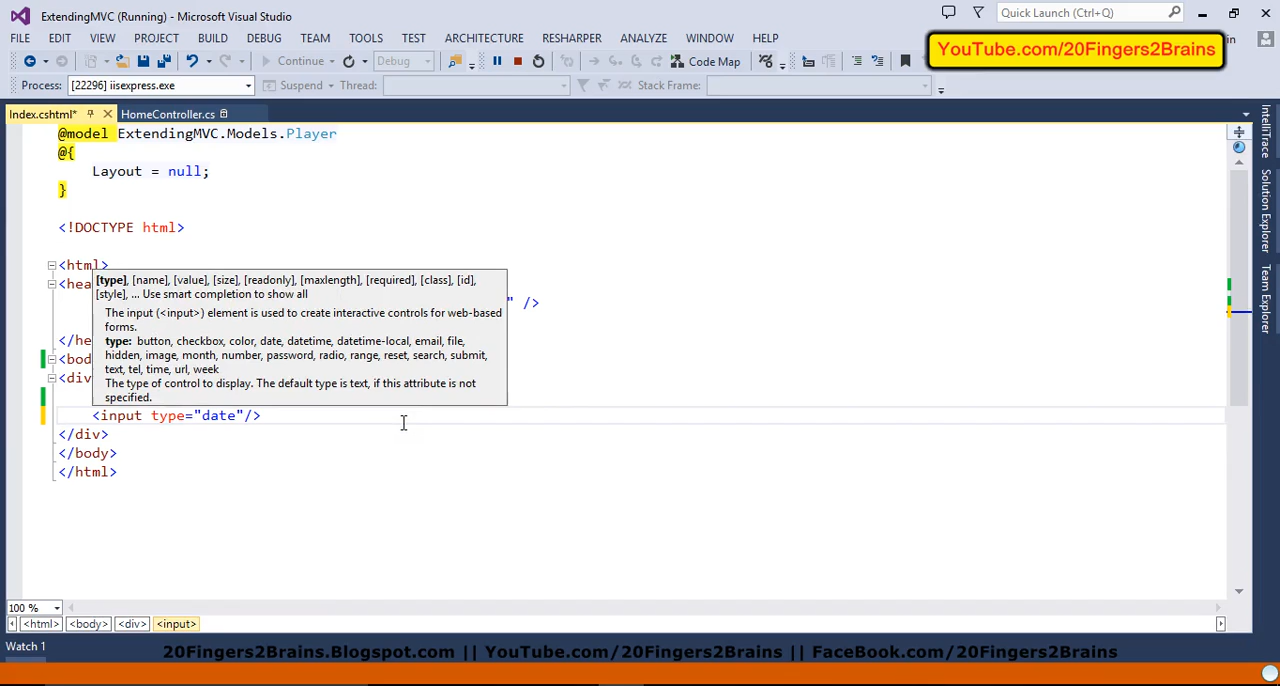 ExtendingMVC (Running) - Microsoft Visual Studio
Quick Launch (Ctrl+Q)
FILE EDIT VIEW PROJECT BUILD DEBUG TEAM TOOLS TEST ARCHITECTURE RESHARPER ANALYZE WINDOW HELP
in
YouTube.com/20Fingers2Brains
Continue Debug Code Map
Process: [22296] iisexpress.exe Suspend Thread: Stack Frame:
Index.cshtml* HomeController.cs
@model ExtendingMVC.Models.Player
@{
Layout = null;
}
<!DOCTYPE html>
<html>
<hea
[type], [name], [value], [size], [readonly], [maxlength], [required], [class], [id],
[style], ... Use smart completion to show all
" />
The input (<input>) element is used to create interactive controls for web-based
forms.
type: button, checkbox, color, date, datetime, datetime-local, email, file,
hidden, image, month, number, password, radio, range, reset, search, submit,
text, tel, time, url, week
The type of control to display. The default type is text, if this attribute is not
specified.
</he
<bod
<div
<input type="date"/>
</div>
</body>
</html>
IntelliTrace
Solution Explorer
Team Explorer
100 %
<html> <body> <div> <input>
Watch 1
20Fingers2Brains.Blogspot.com || YouTube.com/20Fingers2Brains || FaceBook.com/20Fingers2Brains